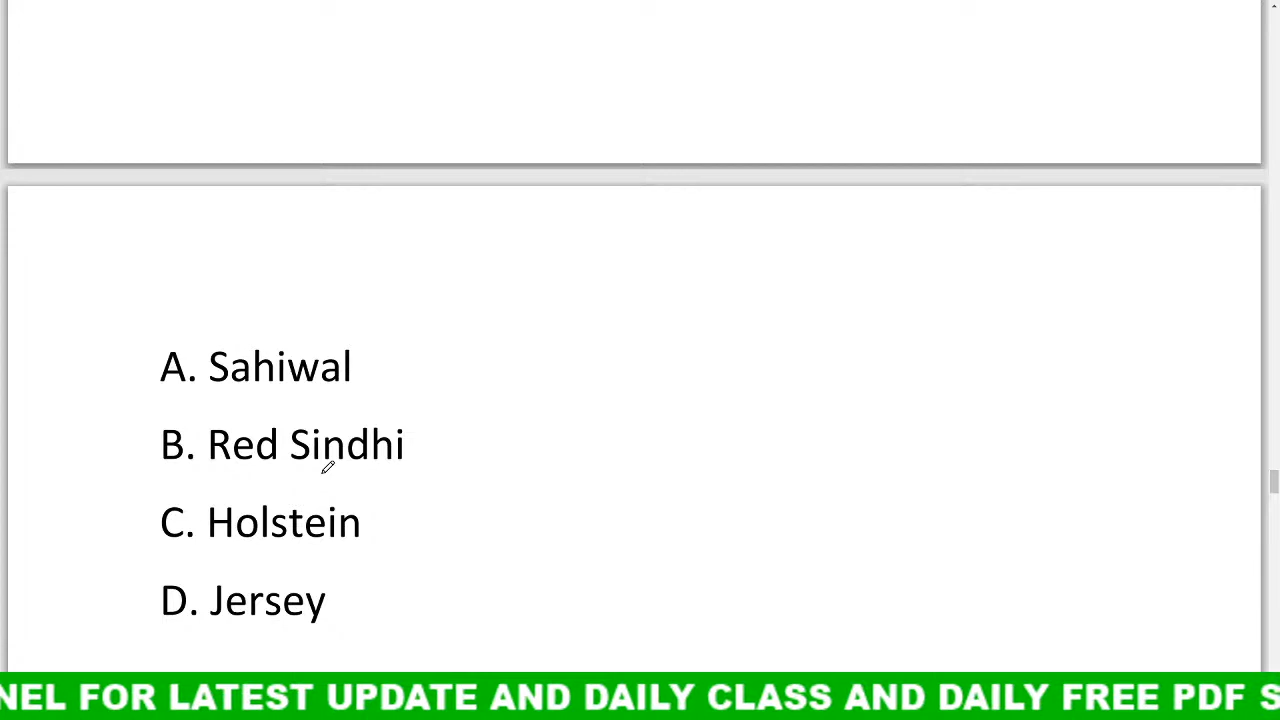 A. Sahiwal
B. Red Sindhi
C. Holstein
D. Jersey
NEL FOR LATEST UPDATE AND DAILY CLASS AND DAILY FREE PDF S